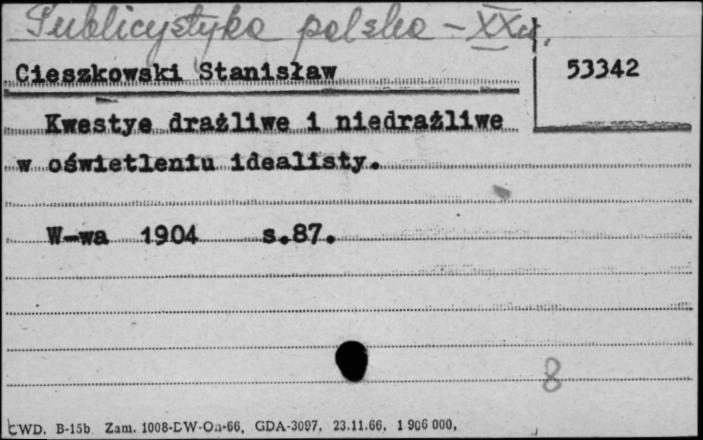 Publicystyka polska - XX w.
Cieszkowski Stanisław
53342
Kwestye drażliwe i niedrażliwe
w oświetleniu idealisty.
W-wa 1904 s.87.
8
CWD. B-15b. Zam. 1008-DW-On-66, GDA-3097. 23.11.66. 1 906 000,